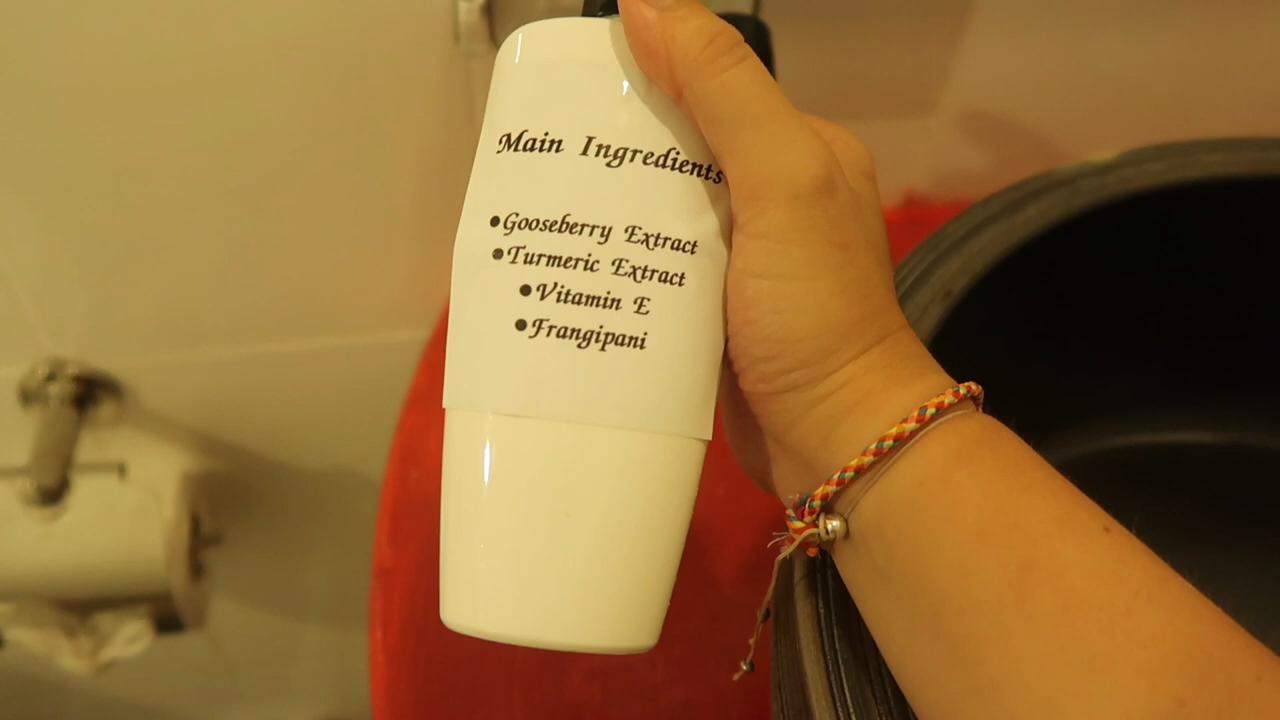 Main Ingredients
•Gooseberry Extract
•Turmeric Extract
•Vitamin E
•Frangipani